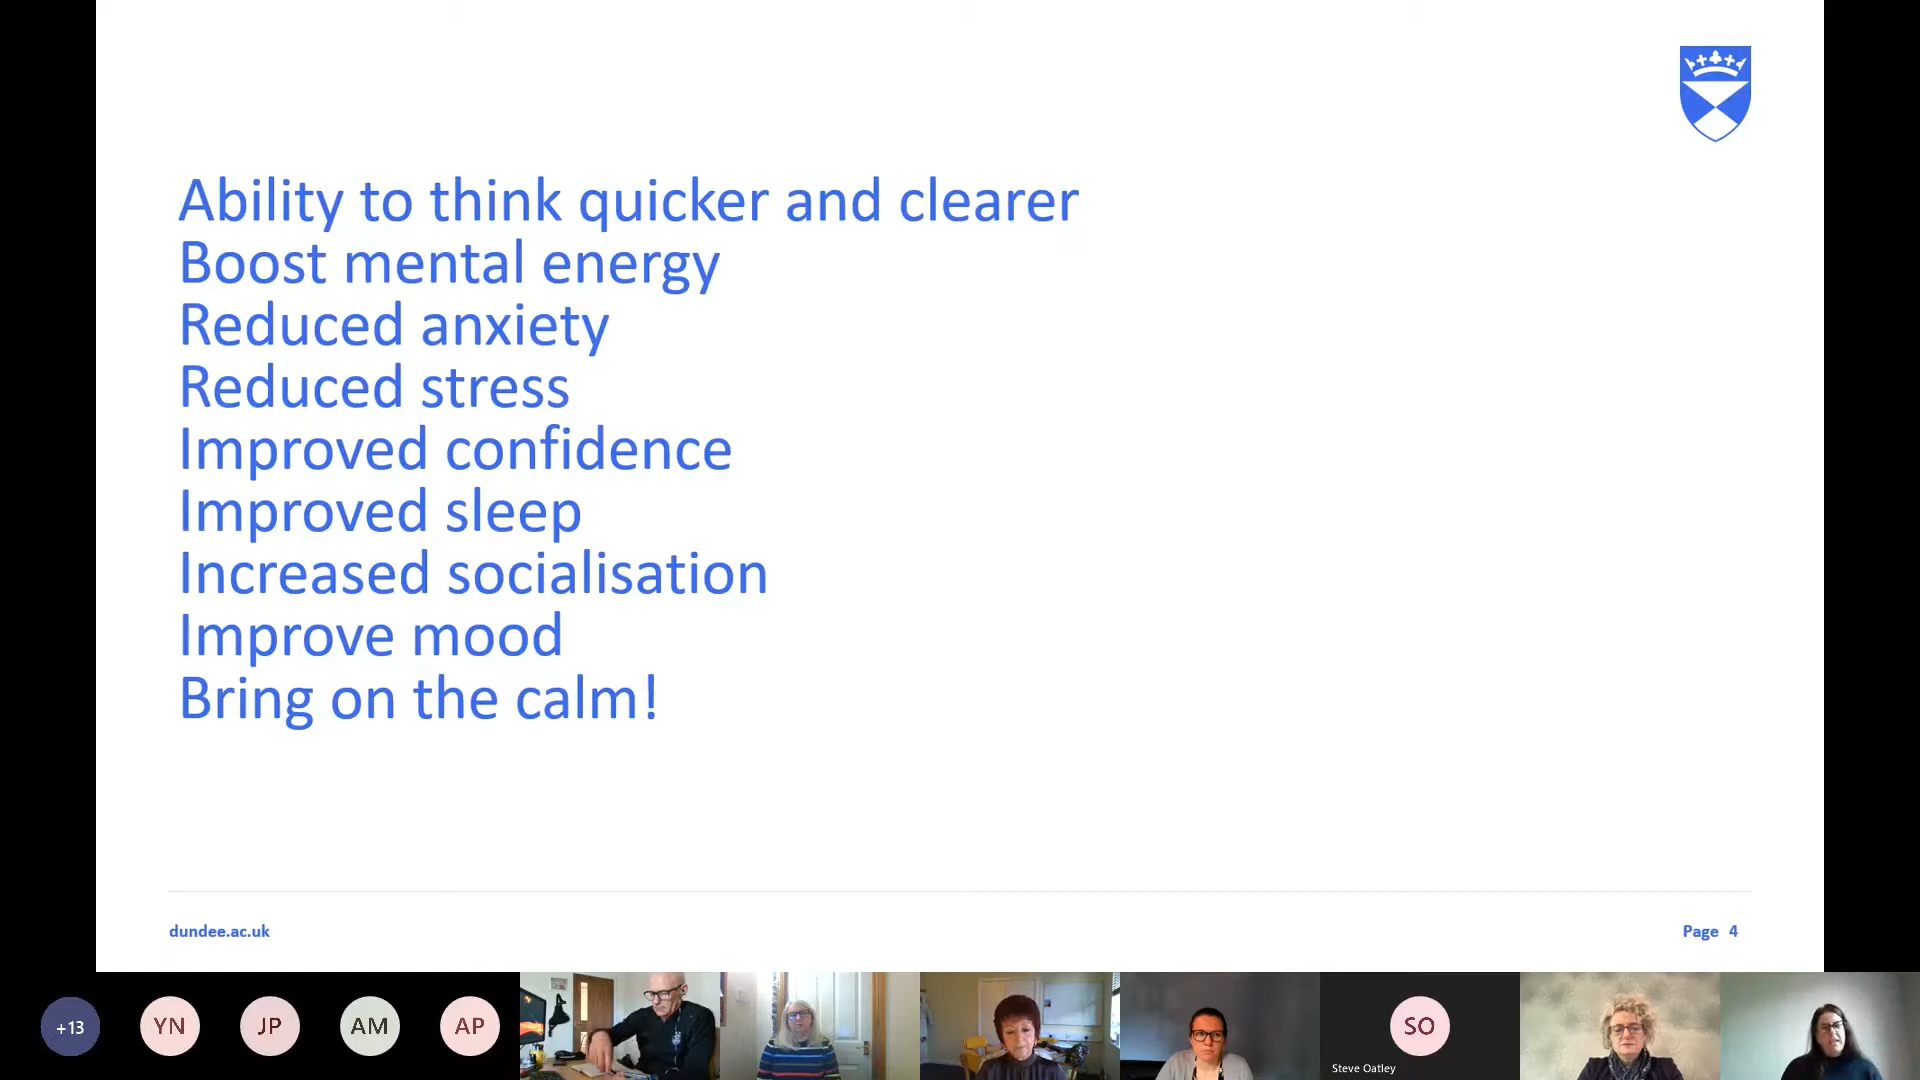 Ability to think quicker and clearer
Boost mental energy
Reduced anxiety
Reduced stress
Improved confidence
Improved sleep
Increased socialisation
Improve mood
Bring on the calm!
dundee.ac.uk
Page 4
+13
YN
JP
AM
AP
SO
Steve Oatley